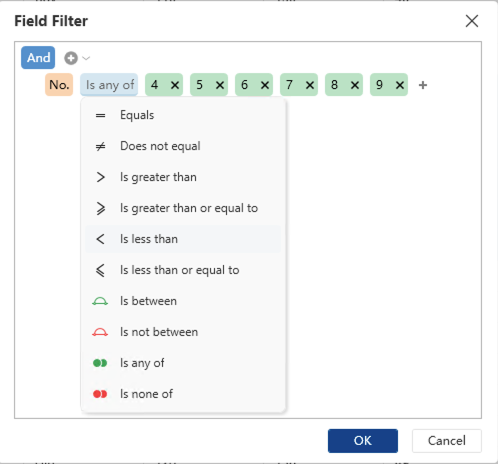 Field Filter
And
No. Is any of 4 5 6 7 8 9 +
= Equals
≠ Does not equal
> Is greater than
⩾ Is greater than or equal to
< Is less than
⩽ Is less than or equal to
Is between
Is not between
Is any of
Is none of
OK Cancel